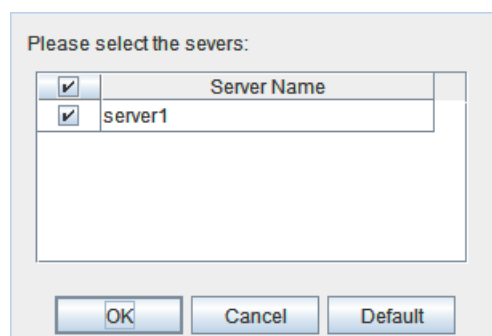 Please select the severs:
Server Name
server1
OK Cancel Default